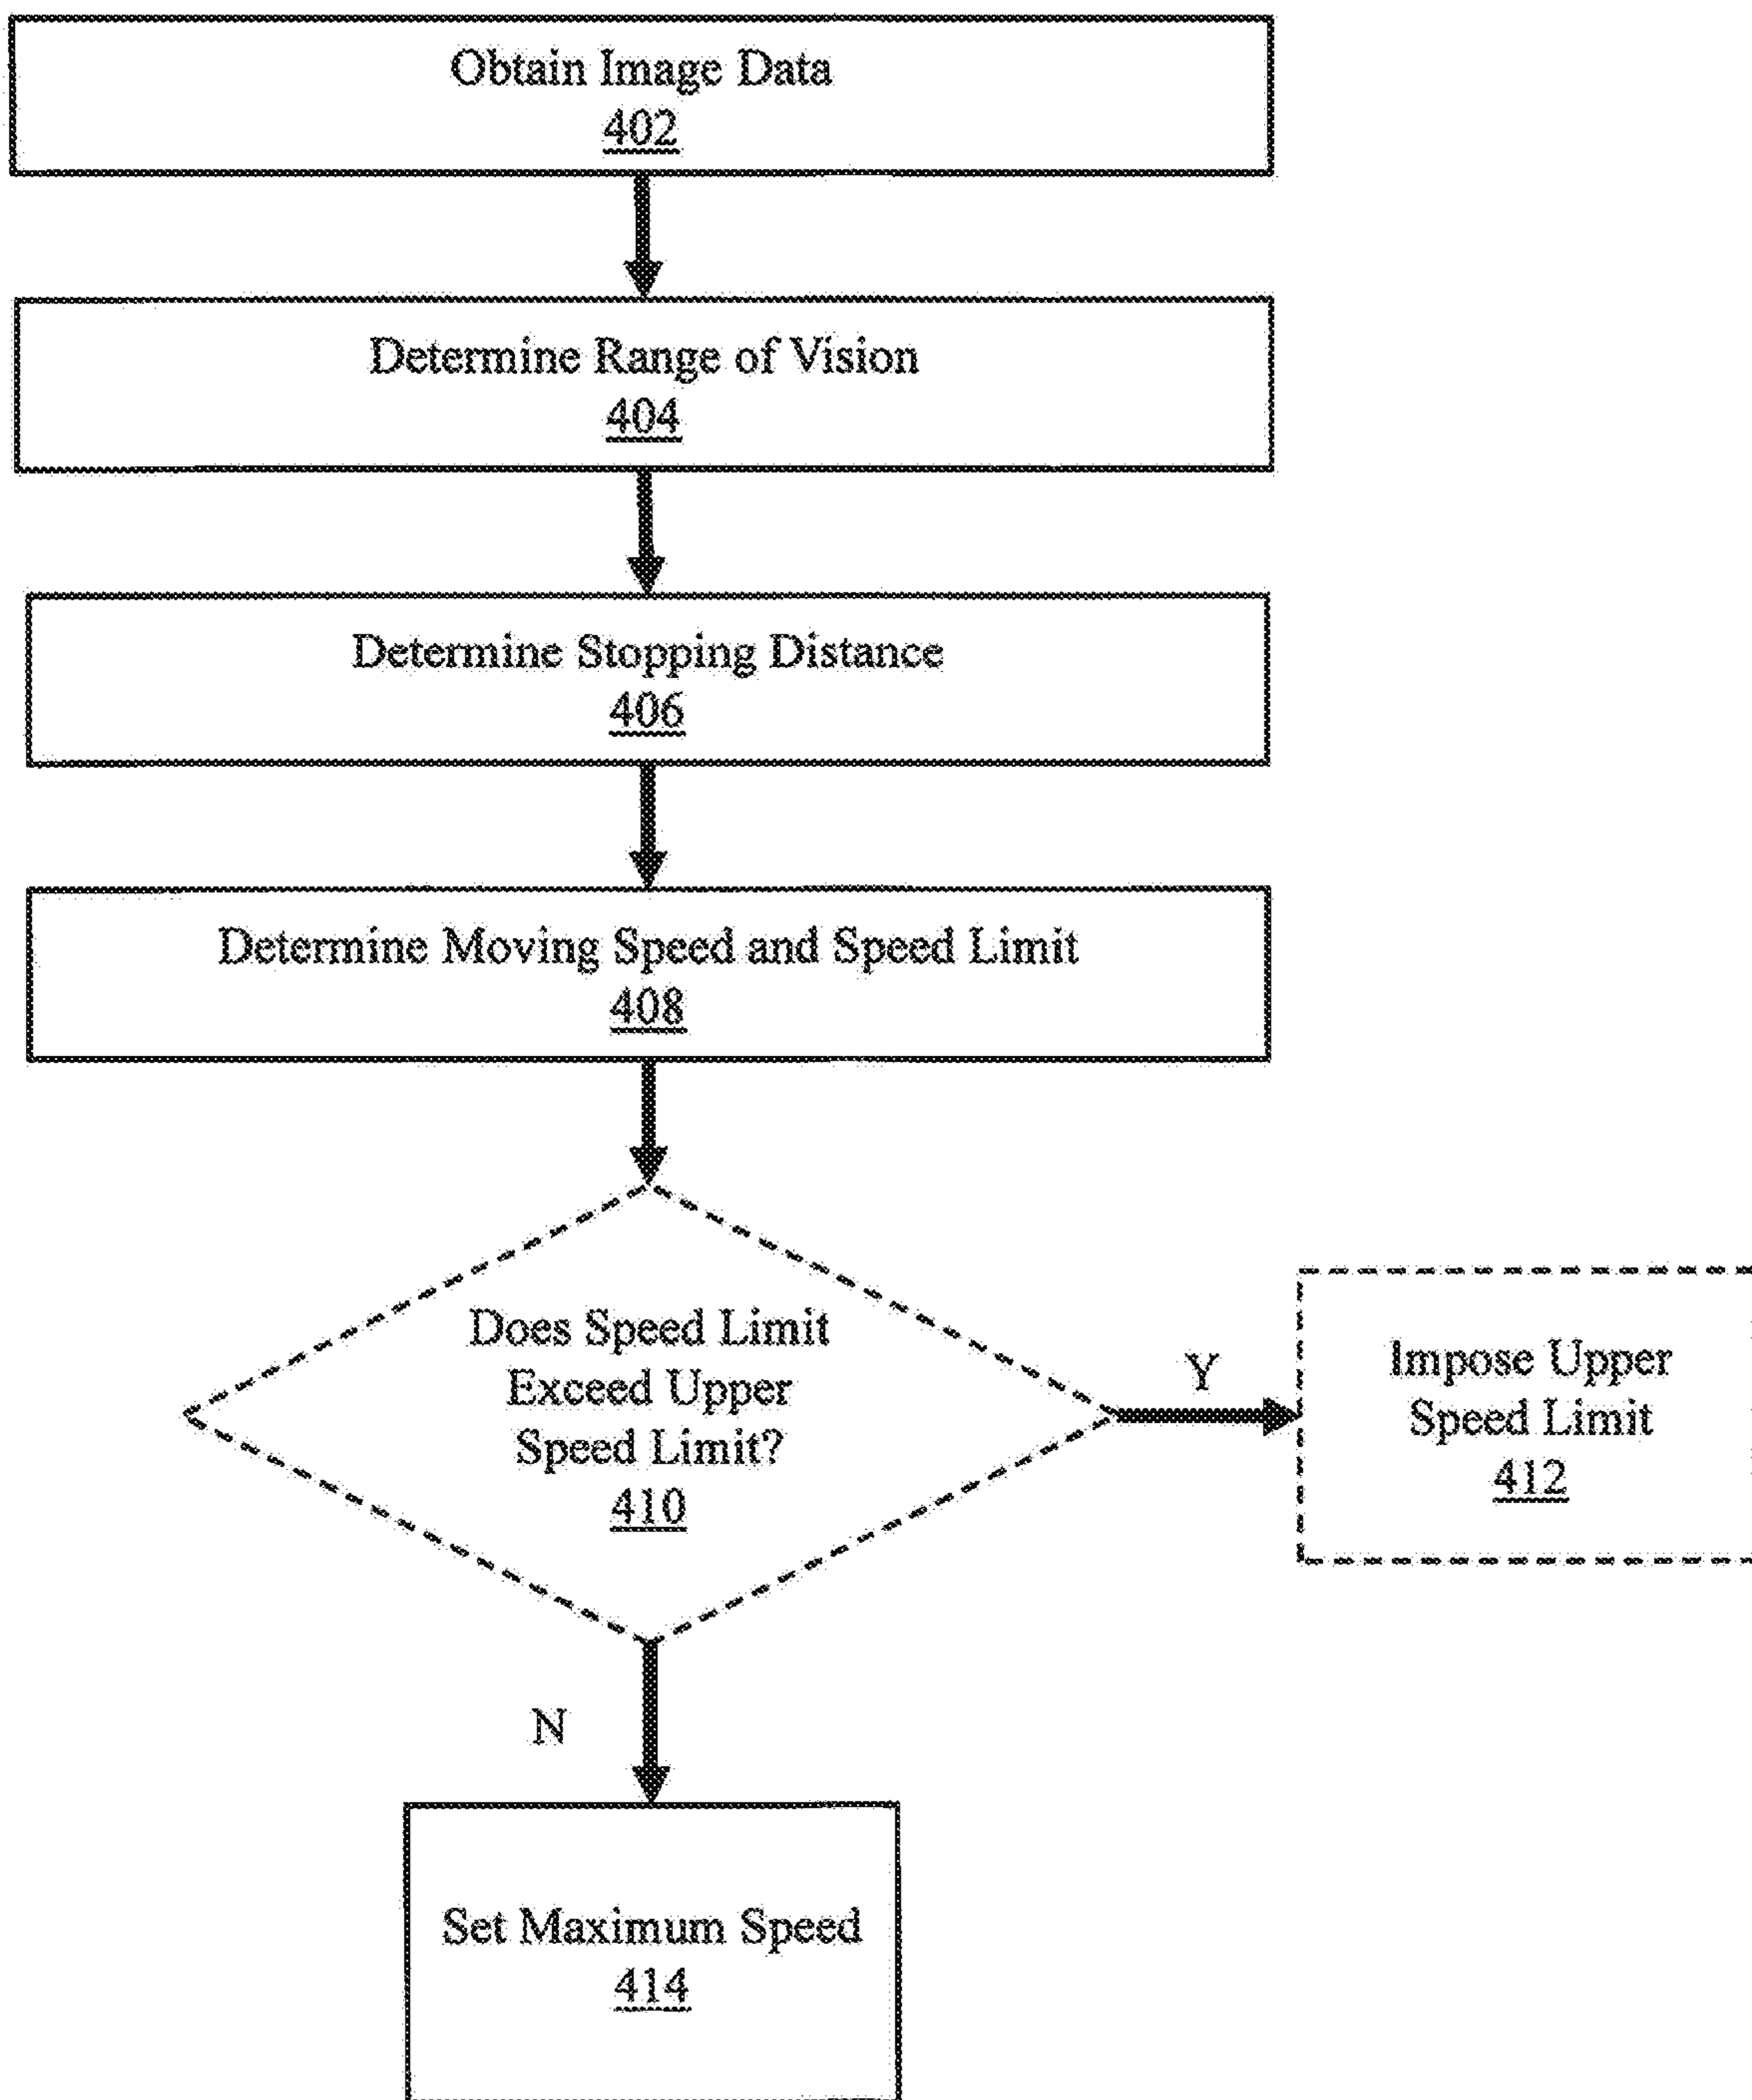 Obtain Image Data
402
Determine Range of Vision
404
Determine Stopping Distance
406
Determine Moving Speed and Speed Limit
408
Does Speed Limit
Exceed Upper
Speed Limit?
410
Y
Impose Upper
Speed Limit
412
N
Set Maximum Speed
414